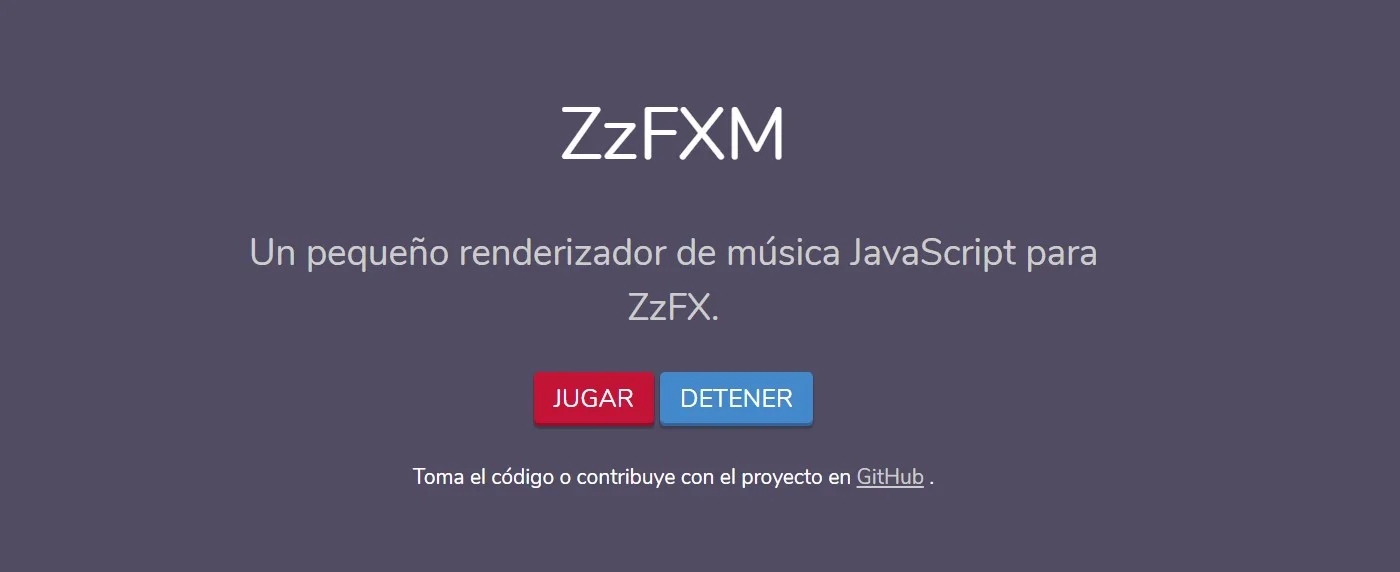 ZzFXM
Un pequeño renderizador de música JavaScript para
ZzFX.
JUGAR DETENER
Toma el código o contribuye con el proyecto en GitHub .